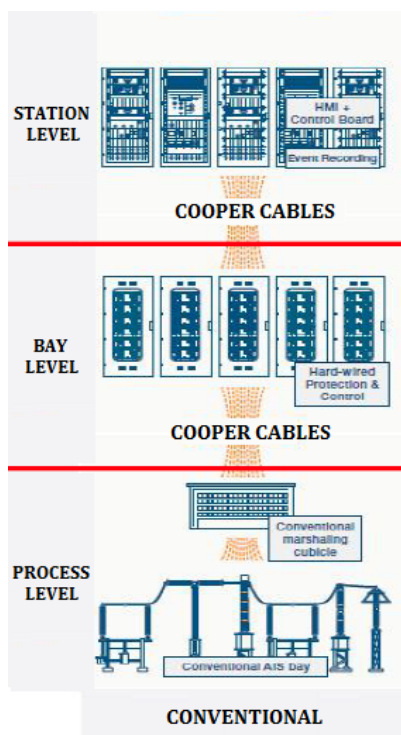 STATION
LEVEL
HMI +
Control Board
Event Recording
COOPER CABLES
BAY
LEVEL
Hard-wired
Protection &
Control
COOPER CABLES
PROCESS
LEVEL
Conventional
marshaling
cubicle
Conventional AIS bay
CONVENTIONAL